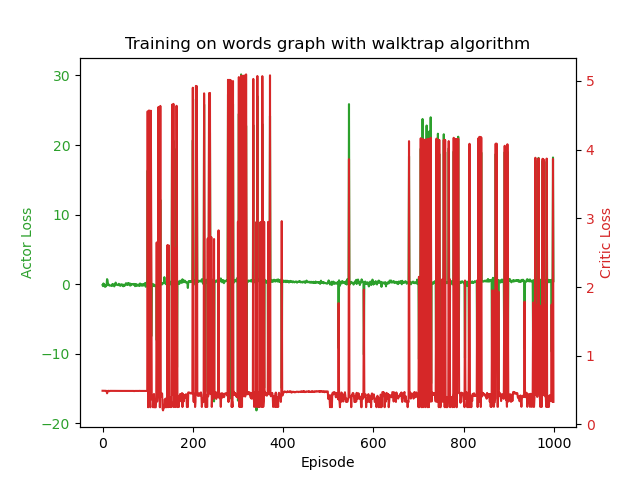 Training on words graph with walktrap algorithm
30
20
10
0
−10
−20
Actor Loss
5
4
3
2
1
0
Critic Loss
0 200 400 600 800 1000
Episode